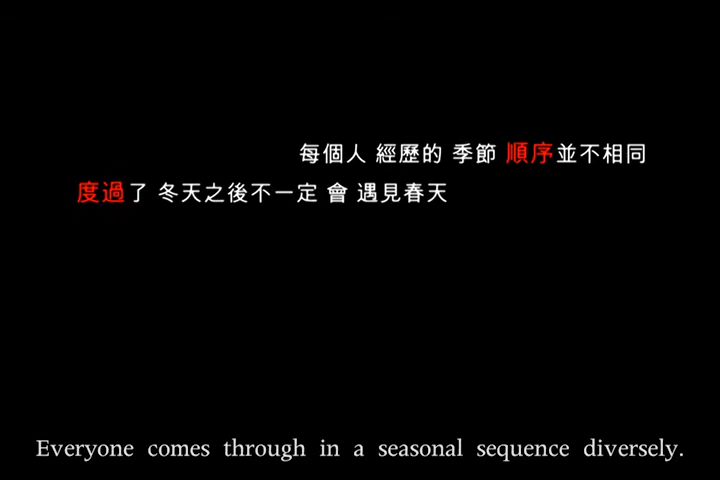 每個人 經歷的 季節 順序並不相同
度過了 冬天之後不一定 會 遇見春天
Everyone comes through in a seasonal sequence diversely.